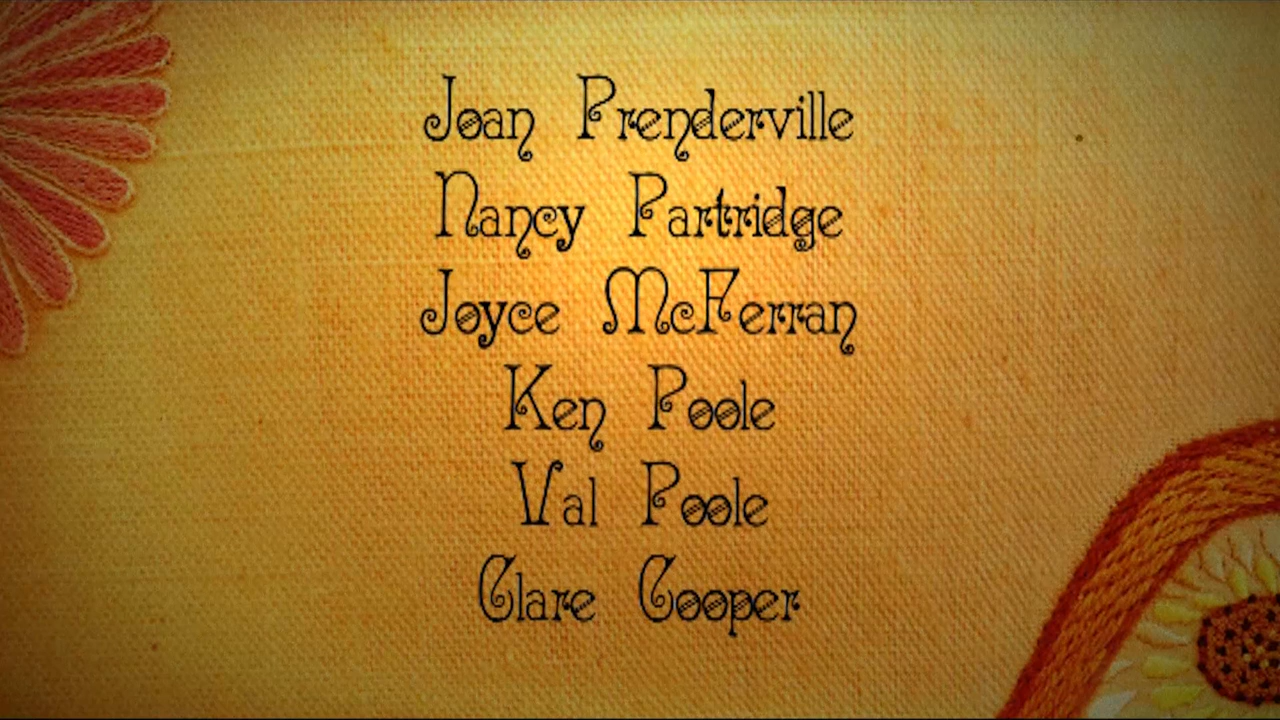 Joan Prenderville
Nancy Partridge
Joyce McFerran
Ken Poole
Val Poole
Clare Cooper